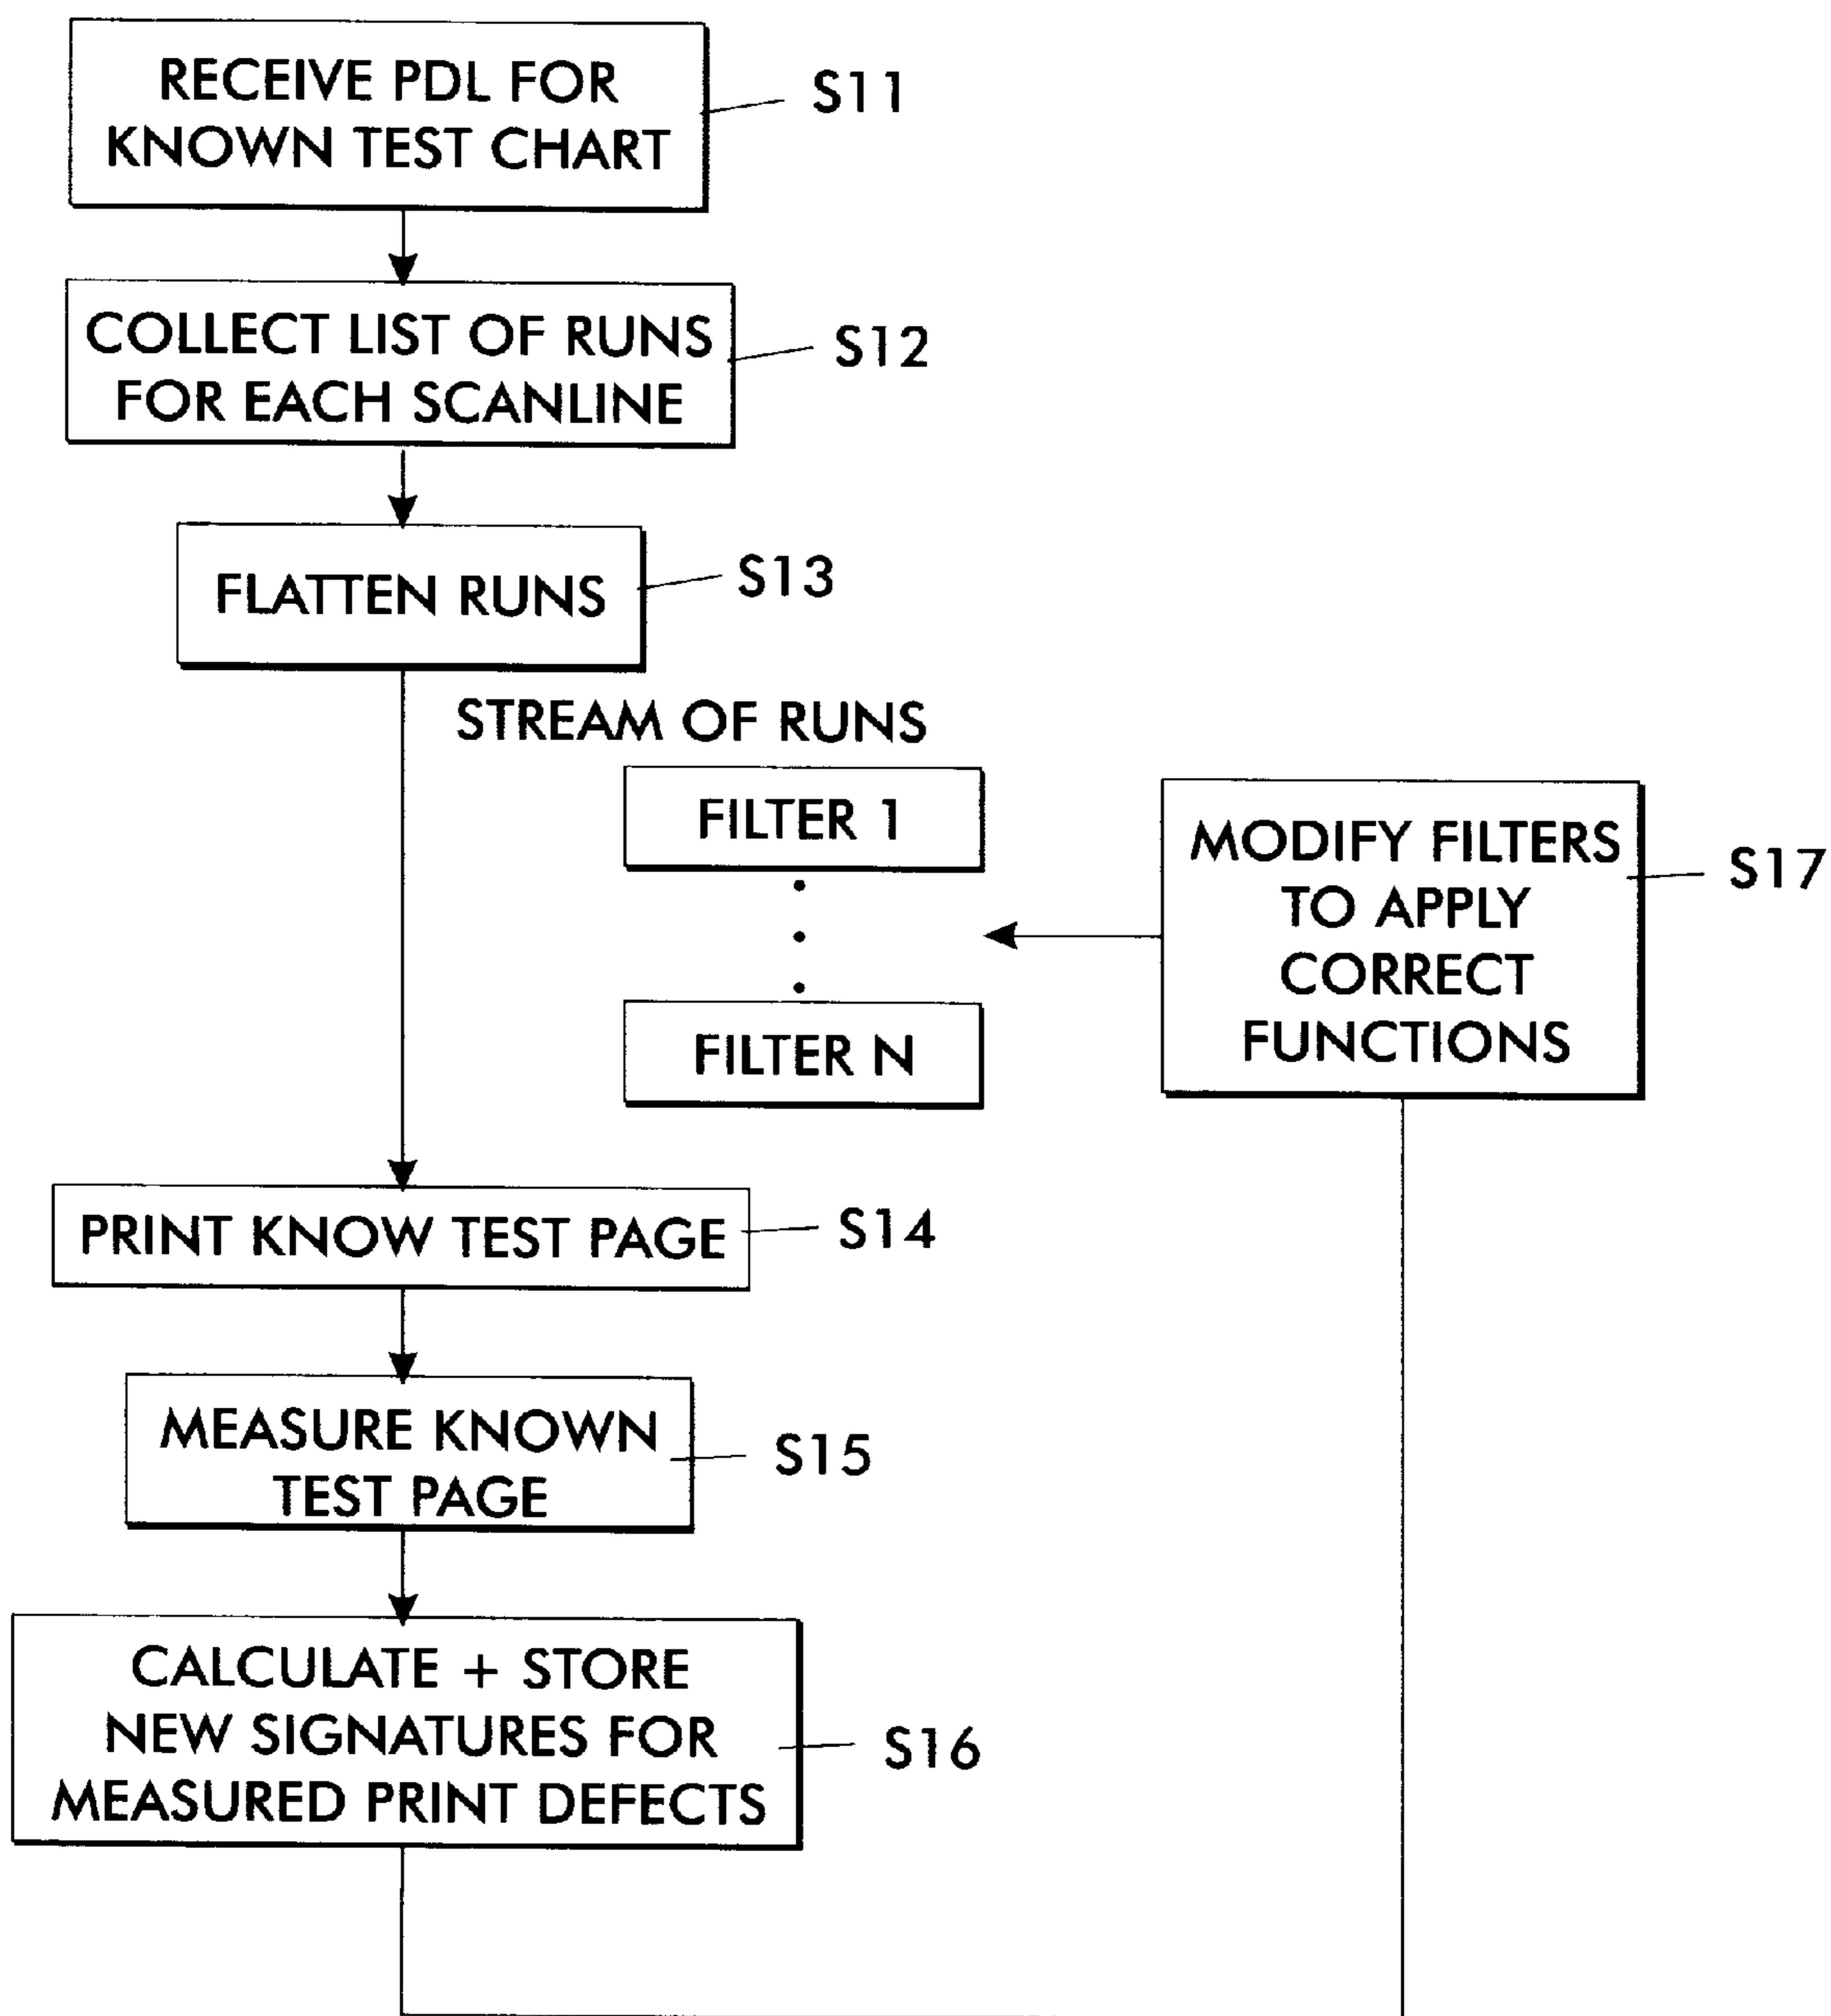 RECEIVE PDL FOR
KNOWN TEST CHART
S11
COLLECT LIST OF RUNS
FOR EACH SCANLINE
S12
FLATTEN RUNS
S13
STREAM OF RUNS
FILTER 1
FILTER N
MODIFY FILTERS
TO APPLY
CORRECT
FUNCTIONS
S17
PRINT KNOW TEST PAGE
S14
MEASURE KNOWN
TEST PAGE
S15
CALCULATE + STORE
NEW SIGNATURES FOR
MEASURED PRINT DEFECTS
S16